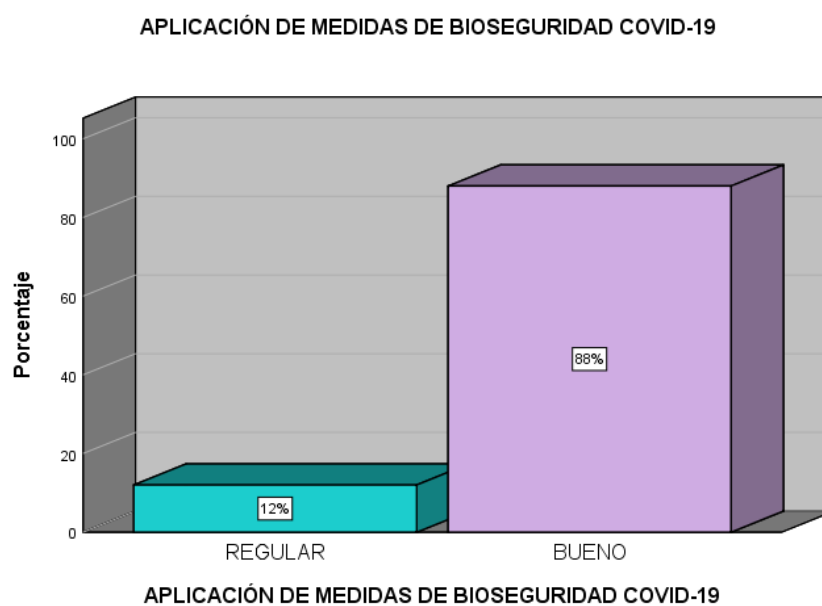 APLICACIÓN DE MEDIDAS DE BIOSEGURIDAD COVID-19
100
80
60
40
20
0
Porcentaje
88%
12%
REGULAR BUENO
APLICACIÓN DE MEDIDAS DE BIOSEGURIDAD COVID-19